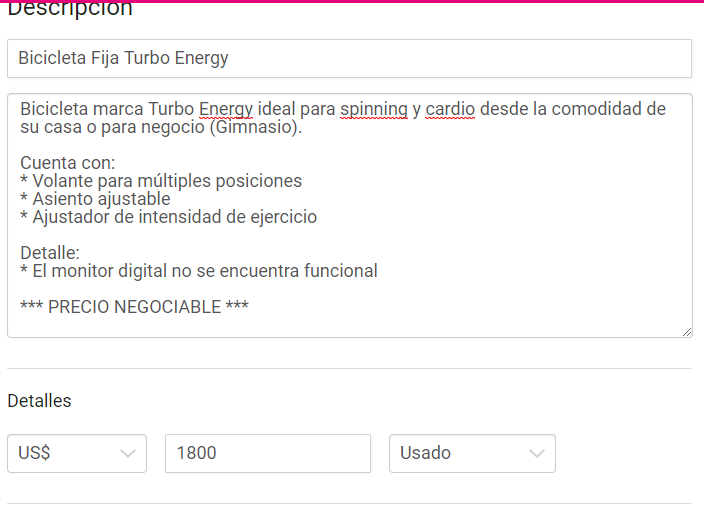 Descripción
Bicicleta Fija Turbo Energy
Bicicleta marca Turbo Energy ideal para spinning y cardio desde la comodidad de
su casa o para negocio (Gimnasio).
Cuenta con:
* Volante para múltiples posiciones
* Asiento ajustable
* Ajustador de intensidad de ejercicio
Detalle:
* El monitor digital no se encuentra funcional
*** PRECIO NEGOCIABLE ***
Detalles
US$ 1800 Usado